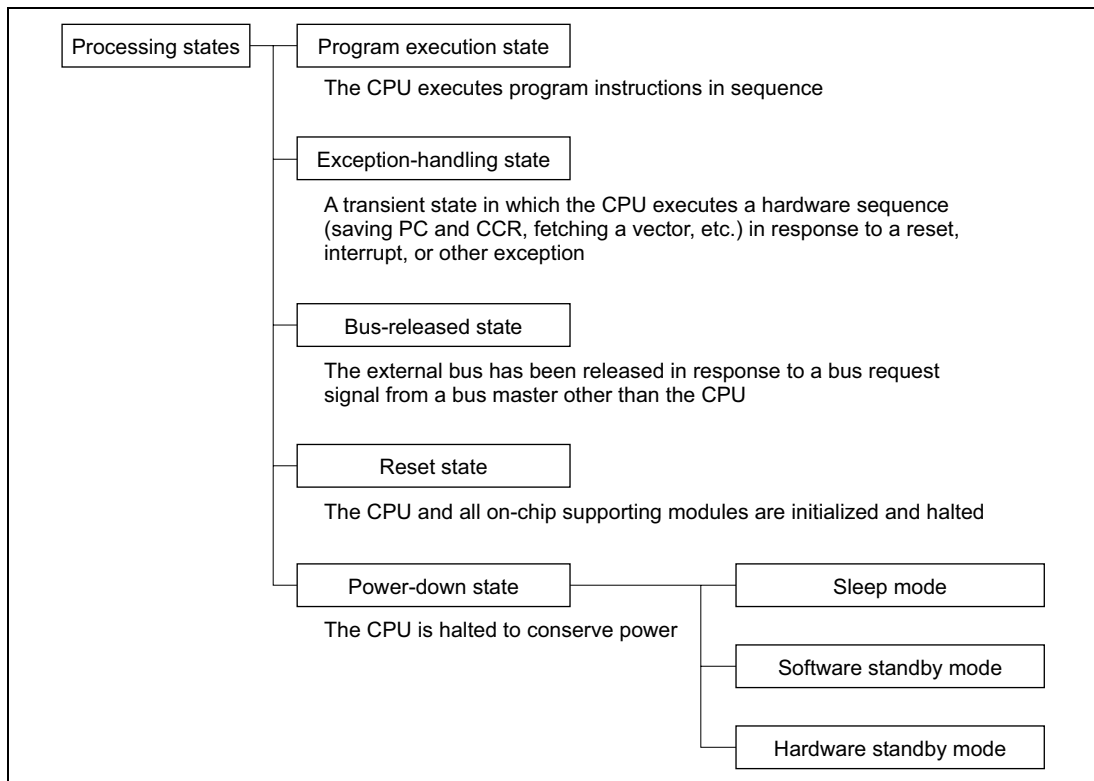 Processing states
Program execution state
The CPU executes program instructions in sequence
Exception-handling state
A transient state in which the CPU executes a hardware sequence
(saving PC and CCR, fetching a vector, etc.) in response to a reset,
interrupt, or other exception
Bus-released state
The external bus has been released in response to a bus request
signal from a bus master other than the CPU
Reset state
The CPU and all on-chip supporting modules are initialized and halted
Power-down state
The CPU is halted to conserve power
Sleep mode
Software standby mode
Hardware standby mode